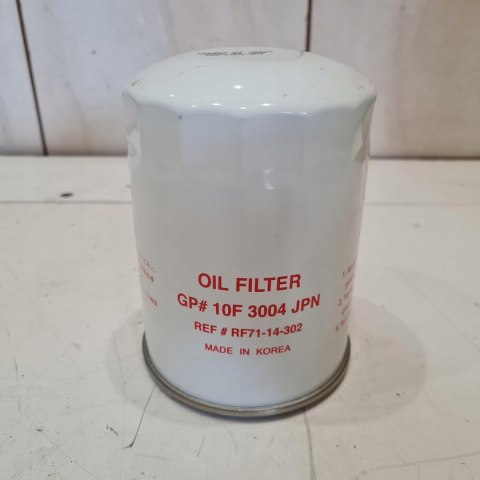 OIL FILTER
GP# 10F 3004 JPN
REF # RF71-14-302
MADE IN KOREA